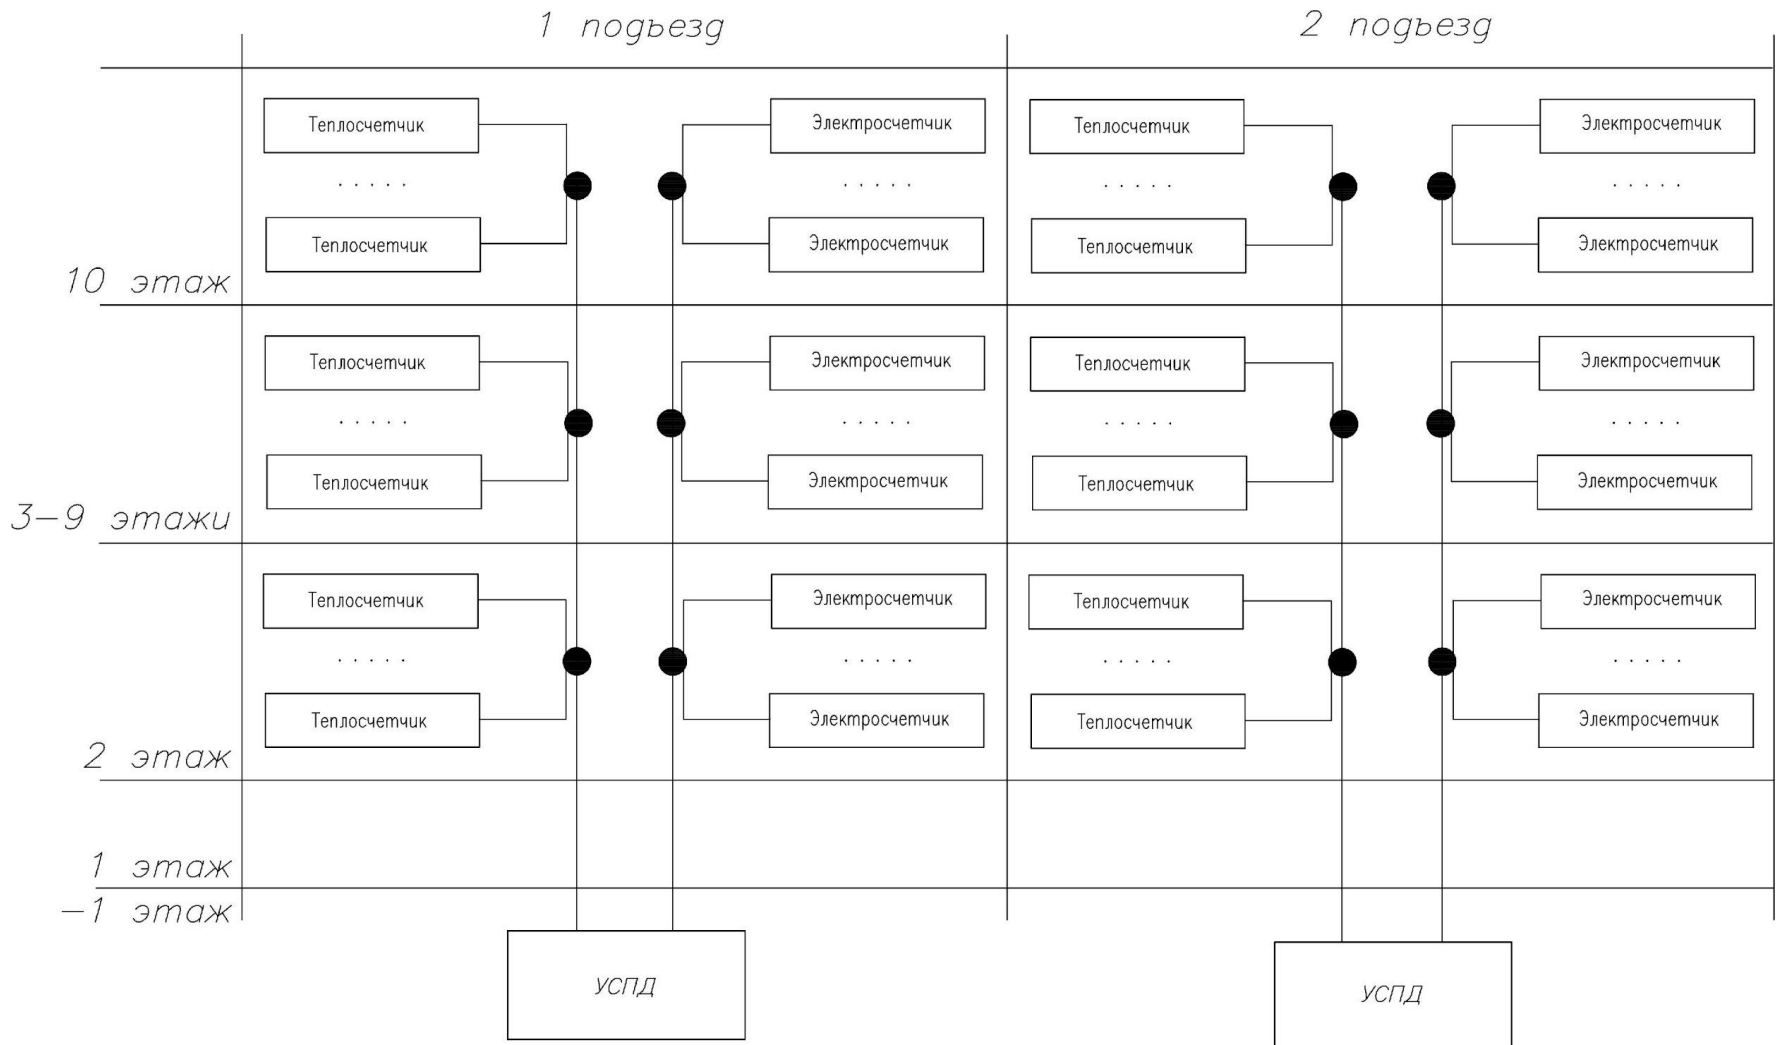 1 подъезд 2 подъезд
Теплосчетчик Электросчетчик Теплосчетчик Электросчетчик
..... ..... ..... .....
Теплосчетчик Электросчетчик Теплосчетчик Электросчетчик
10 этаж
Теплосчетчик Электросчетчик Теплосчетчик Электросчетчик
..... ..... ..... .....
Теплосчетчик Электросчетчик Теплосчетчик Электросчетчик
3-9 этажи
Теплосчетчик Электросчетчик Теплосчетчик Электросчетчик
..... ..... ..... .....
Теплосчетчик Электросчетчик Теплосчетчик Электросчетчик
2 этаж
1 этаж
-1 этаж
УСПД УСПД